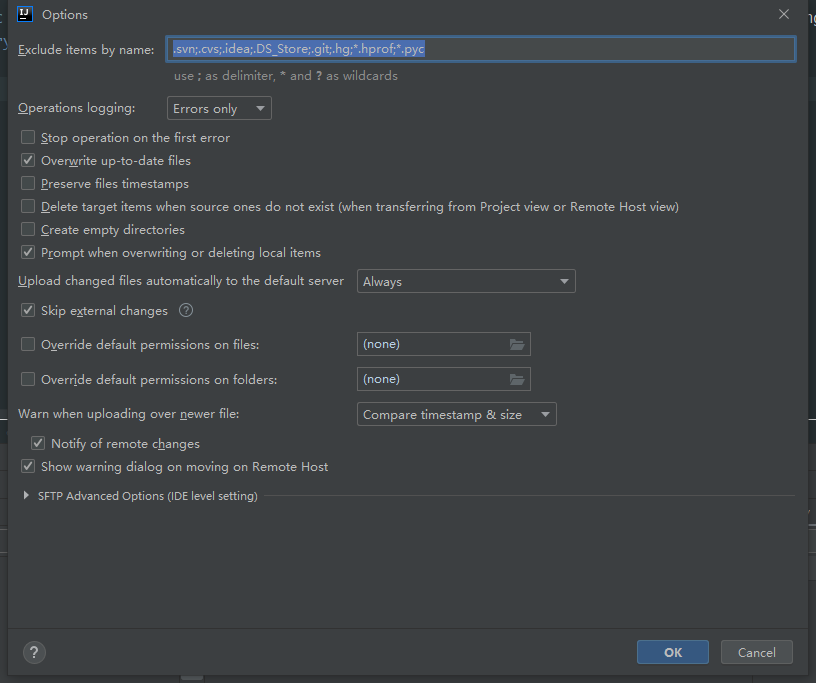 IJ Options
Exclude items by name: .svn;.cvs;.idea;.DS_Store;.git;.hg;*.hprof;*.pyc
use ; as delimiter, * and ? as wildcards
Operations logging: Errors only
Stop operation on the first error
Overwrite up-to-date files
Preserve files timestamps
Delete target items when source ones do not exist (when transferring from Project view or Remote Host view)
Create empty directories
Prompt when overwriting or deleting local items
Upload changed files automatically to the default server Always
Skip external changes ?
Override default permissions on files: (none)
Override default permissions on folders: (none)
Warn when uploading over newer file: Compare timestamp & size
Notify of remote changes
Show warning dialog on moving on Remote Host
SFTP Advanced Options (IDE level setting)
? OK Cancel